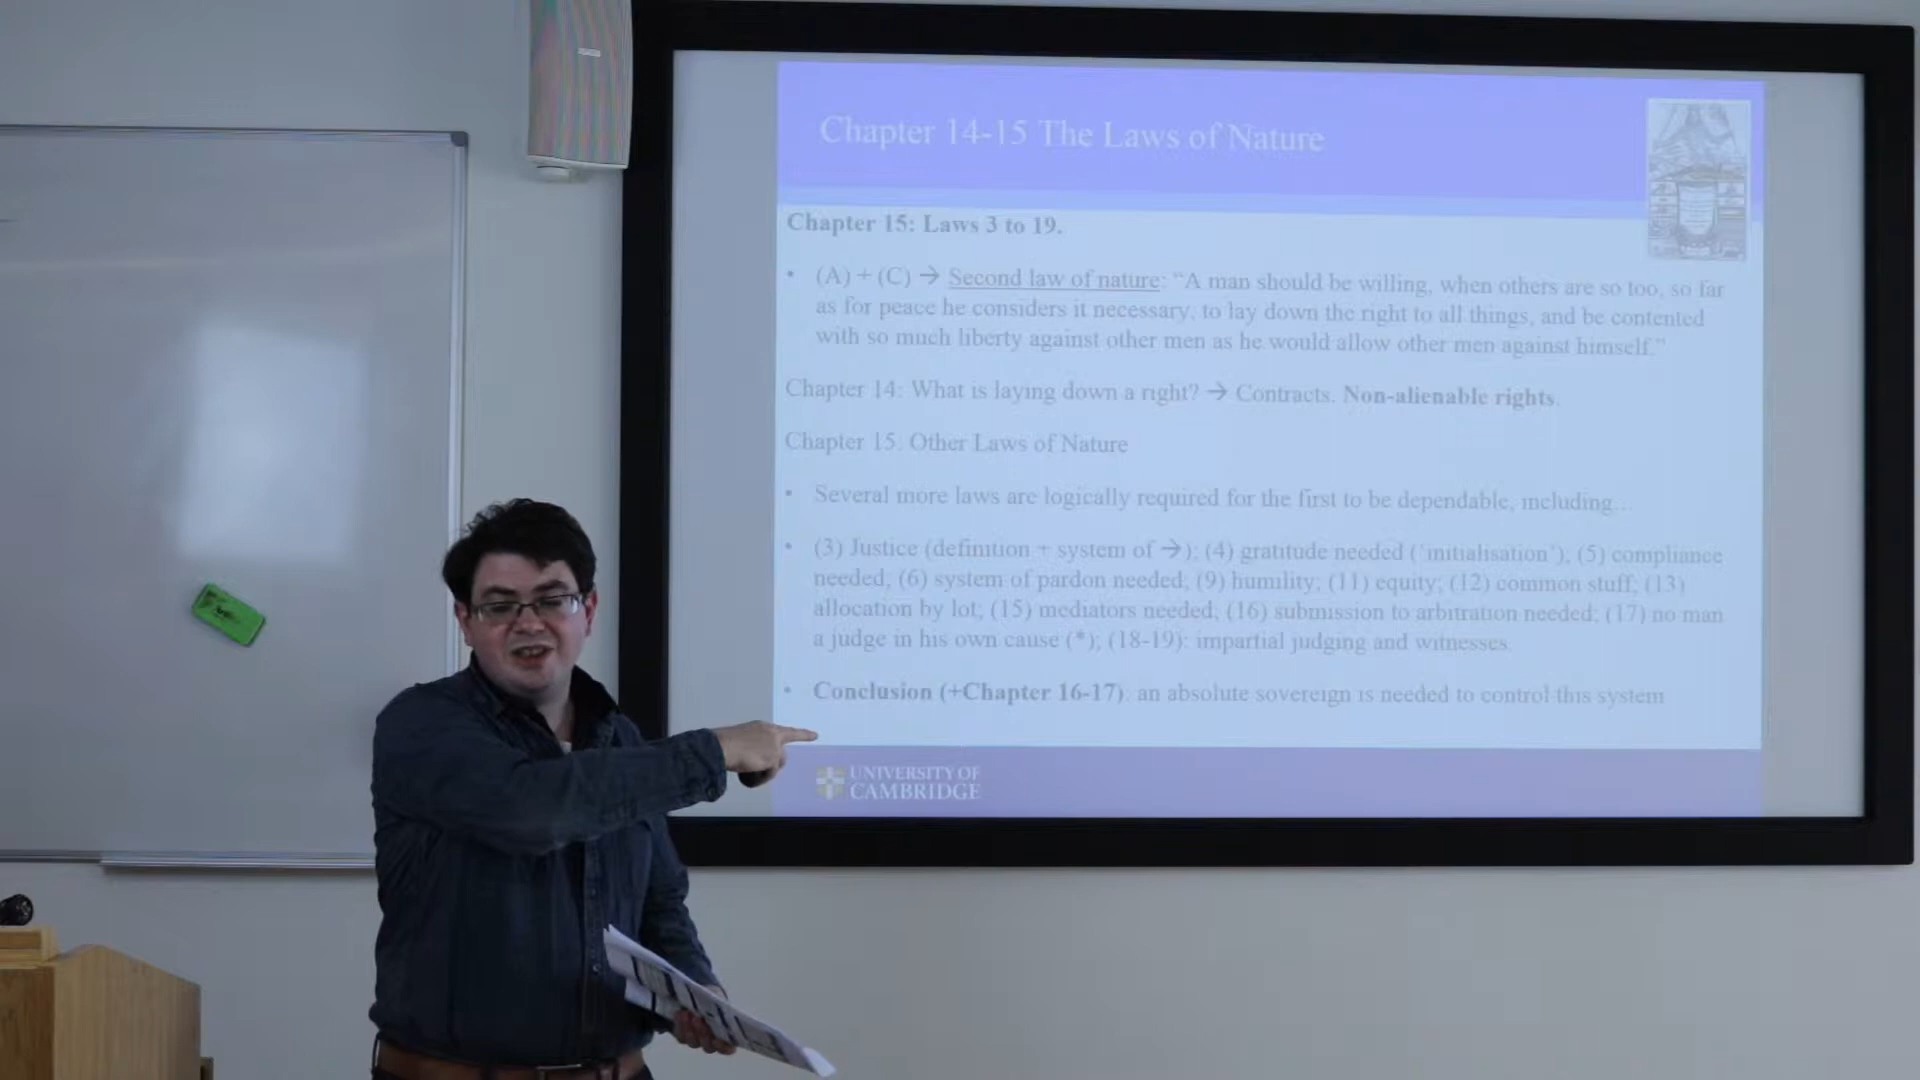 Chapter 14-15 The Laws of Nature
Chapter 15: Laws 3 to 19.
• (A) + (C) → Second law of nature: “A man should be willing, when others are so too, so far
as for peace he considers it necessary, to lay down the right to all things, and be contented
with so much liberty against other men as he would allow other men against himself.”
Chapter 14: What is laying down a right? → Contracts. Non-alienable rights.
Chapter 15. Other Laws of Nature
• Several more laws are logically required for the first to be dependable, including…
• (3) Justice (definition + system of →); (4) gratitude needed (‘initialisation’), (5) compliance
needed; (6) system of pardon needed; (9) humility; (11) equity; (12) common stuff; (13)
allocation by lot; (15) mediators needed; (16) submission to arbitration needed; (17) no man
a judge in his own cause (*); (18-19): impartial judging and witnesses.
• Conclusion (+Chapter 16-17): an absolute sovereign is needed to control this system
UNIVERSITY OF
CAMBRIDGE